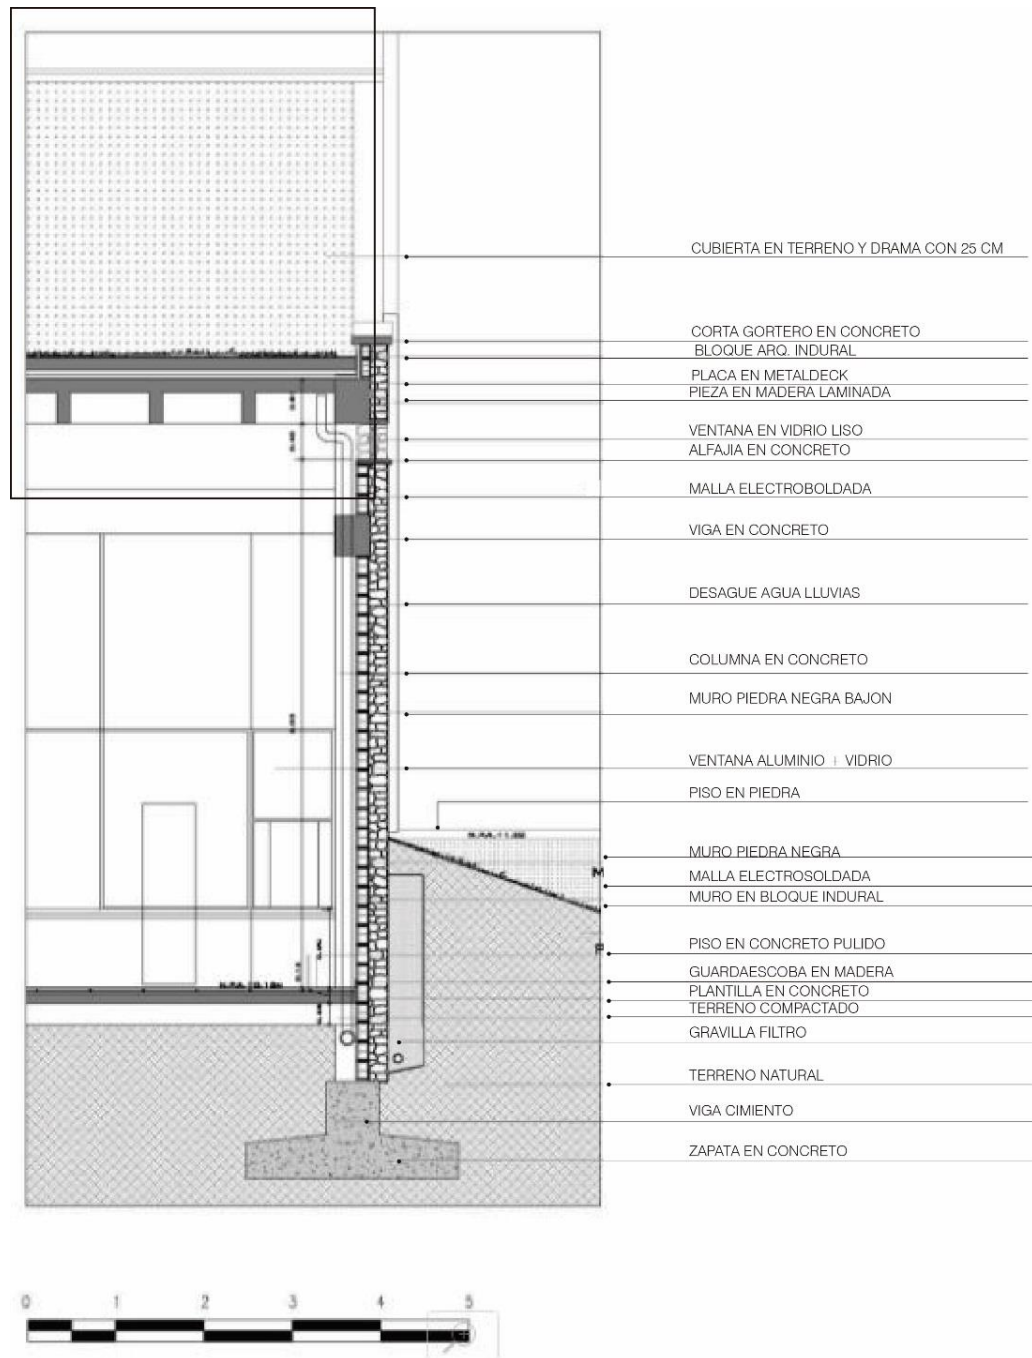 CUBIERTA EN TERRENO Y DRAMA CON 25 CM
CORTA GORTERO EN CONCRETO
BLOQUE ARQ. INDURAL
PLACA EN METALDECK
PIEZA EN MADERA LAMINADA
VENTANA EN VIDRIO LISO
ALFAJIA EN CONCRETO
MALLA ELECTROBOLDADA
VIGA EN CONCRETO
DESAGUE AGUA LLUVIAS
COLUMNA EN CONCRETO
MURO PIEDRA NEGRA BAJON
VENTANA ALUMINIO I VIDRIO
PISO EN PIEDRA
MURO PIEDRA NEGRA
M
MALLA ELECTROSOLDADA
MURO EN BLOQUE INDURAL
PISO EN CONCRETO PULIDO
GUARDAESCOBA EN MADERA
PLANTILLA EN CONCRETO
TERRENO COMPACTADO
GRAVILLA FILTRO
TERRENO NATURAL
VIGA CIMIENTO
ZAPATA EN CONCRETO
0 1 2 3 4 5